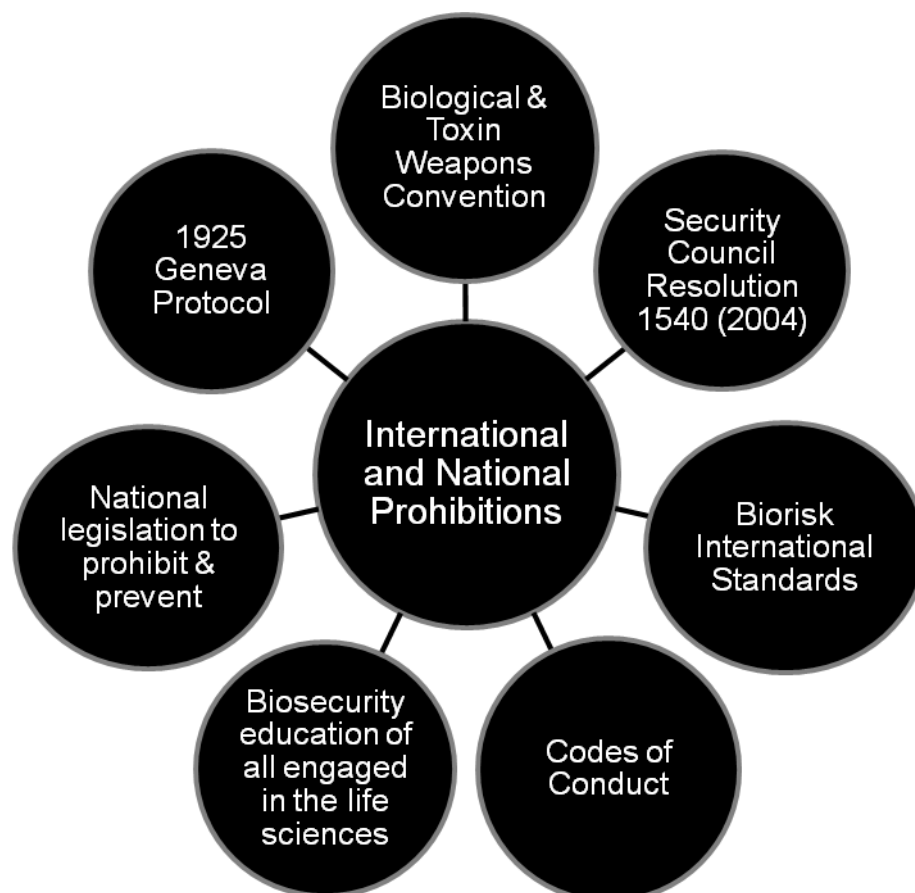 Biological &
Toxin
Weapons
Convention
1925
Geneva
Protocol
Security
Council
Resolution
1540 (2004)
International
and National
Prohibitions
National
legislation to
prohibit &
prevent
Biorisk
International
Standards
Biosecurity
education of
all engaged
in the life
sciences
Codes of
Conduct